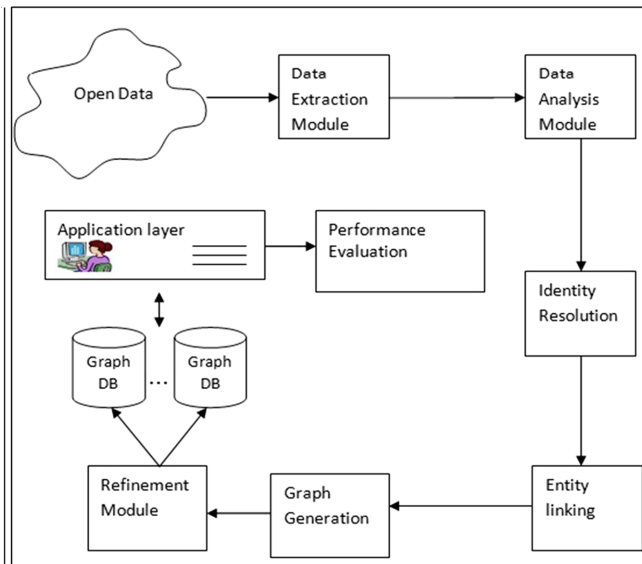 Open Data
Data
Extraction
Module
Data
Analysis
Module
Application layer
Performance
Evaluation
Identity
Resolution
Graph
DB
...
Graph
DB
Refinement
Module
Graph
Generation
Entity
linking